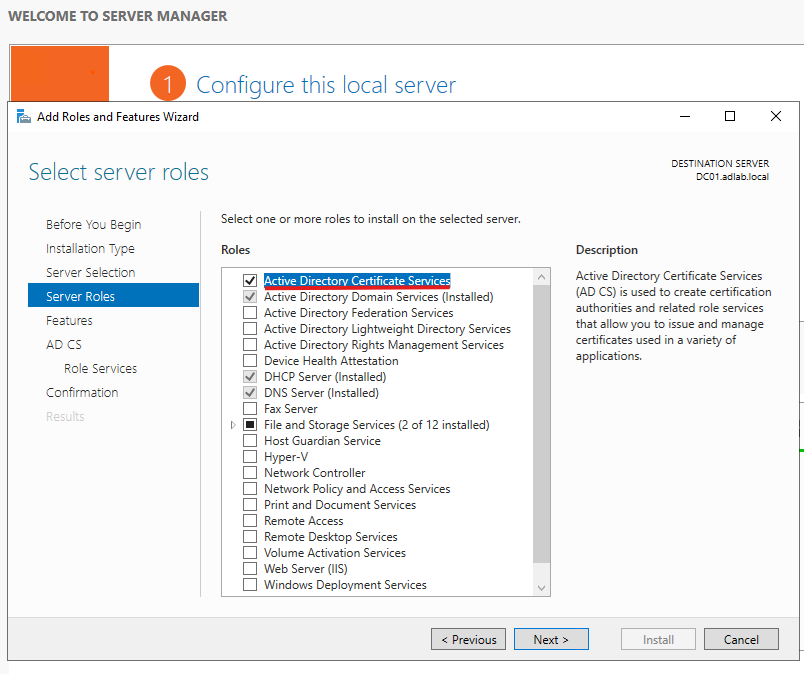 WELCOME TO SERVER MANAGER
1 Configure this local server
Add Roles and Features Wizard
Select server roles
DESTINATION SERVER
DC01.adlab.local
Before You Begin
Installation Type
Server Selection
Server Roles
Features
AD CS
Role Services
Confirmation
Results
Select one or more roles to install on the selected server.
Roles
Active Directory Certificate Services
Active Directory Domain Services (Installed)
Active Directory Federation Services
Active Directory Lightweight Directory Services
Active Directory Rights Management Services
Device Health Attestation
DHCP Server (Installed)
DNS Server (Installed)
Fax Server
File and Storage Services (2 of 12 installed)
Host Guardian Service
Hyper-V
Network Controller
Network Policy and Access Services
Print and Document Services
Remote Access
Remote Desktop Services
Volume Activation Services
Web Server (IIS)
Windows Deployment Services
Description
Active Directory Certificate Services
(AD CS) is used to create certification
authorities and related role services
that allow you to issue and manage
certificates used in a variety of
applications.
< Previous
Next >
Install
Cancel